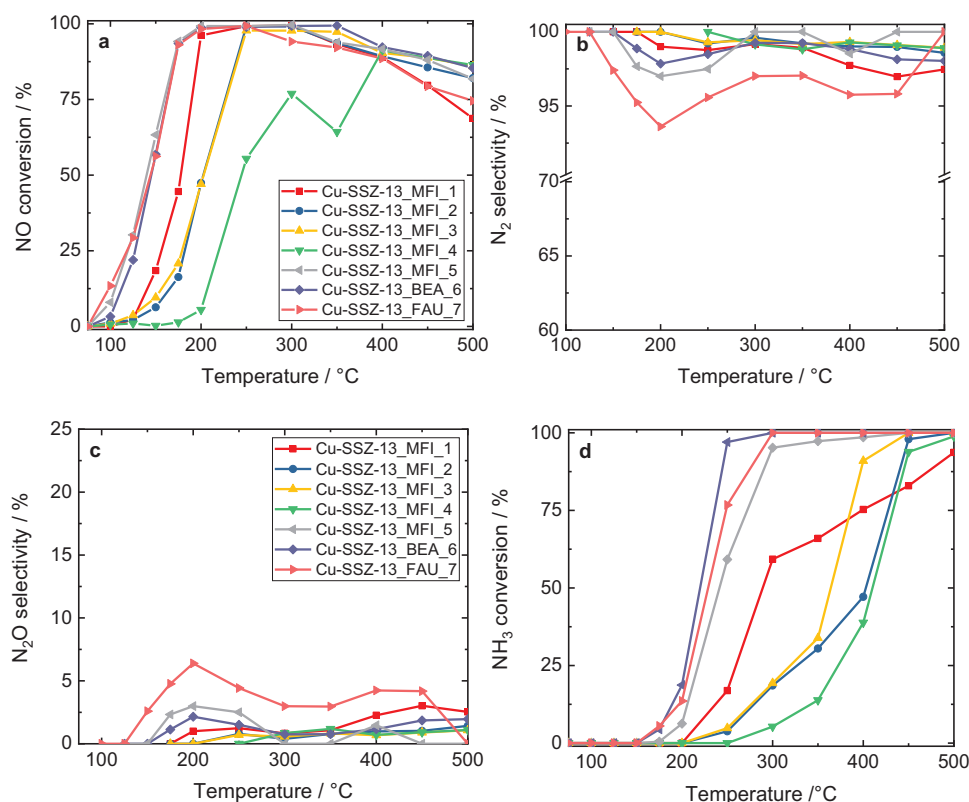 a
NO conversion / %
100
75
50
25
0
Cu-SSZ-13_MFI_1
Cu-SSZ-13_MFI_2
Cu-SSZ-13_MFI_3
Cu-SSZ-13_MFI_4
Cu-SSZ-13_MFI_5
Cu-SSZ-13_BEA_6
Cu-SSZ-13_FAU_7
100 200 300 400 500
Temperature / °C
b
N₂ selectivity / %
100
95
70
65
60
100 150 200 250 300 350 400 450 500
Temperature / °C
c
N₂O selectivity / %
25
20
15
10
5
0
Cu-SSZ-13_MFI_1
Cu-SSZ-13_MFI_2
Cu-SSZ-13_MFI_3
Cu-SSZ-13_MFI_4
Cu-SSZ-13_MFI_5
Cu-SSZ-13_BEA_6
Cu-SSZ-13_FAU_7
100 200 300 400 500
Temperature / °C
d
NH₃ conversion / %
100
75
50
25
0
100 200 300 400 500
Temperature / °C